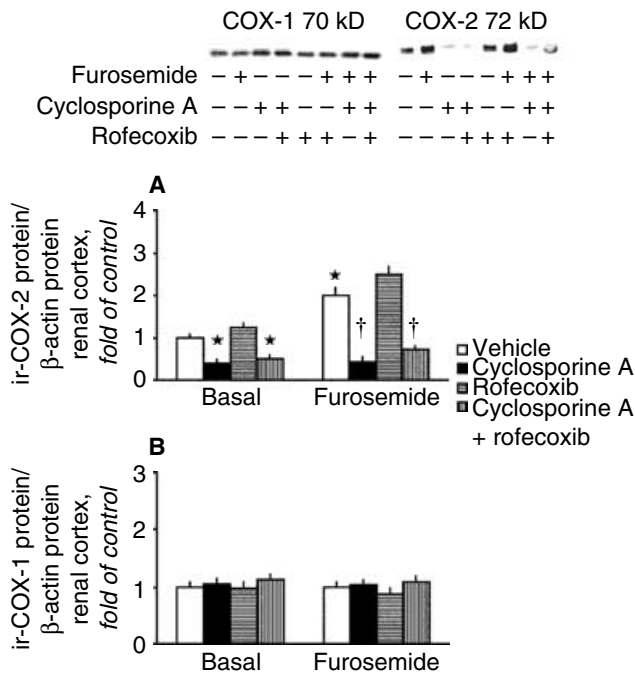 COX-1 70 kD COX-2 72 kD
Furosemide – + – – – + + + – + – – – + + +
Cyclosporine A – – + + – – + + – – + + – – + +
Rofecoxib – – – + + + – + – – – + + + – +
A
ir-COX-2 protein/
β-actin protein
renal cortex,
fold of control
4
3
2
1
0
★ ★ ★ † †
Basal Furosemide
Vehicle
Cyclosporine A
Rofecoxib
Cyclosporine A
+ rofecoxib
B
ir-COX-1 protein/
β-actin protein
renal cortex,
fold of control
3
2
1
0
Basal Furosemide